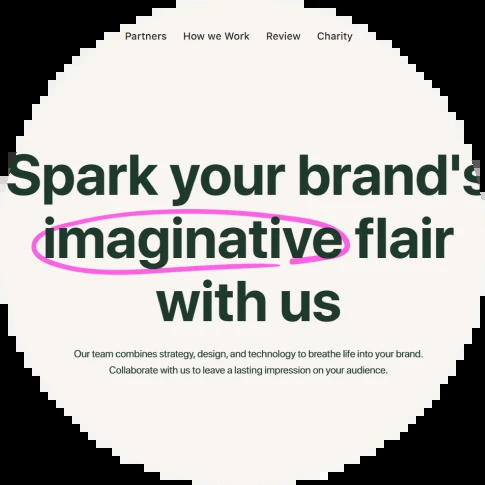 Partners How we Work Review Charity
Spark your brand's
imaginative flair
with us
Our team combines strategy, design, and technology to breathe life into your brand.
Collaborate with us to leave a lasting impression on your audience.